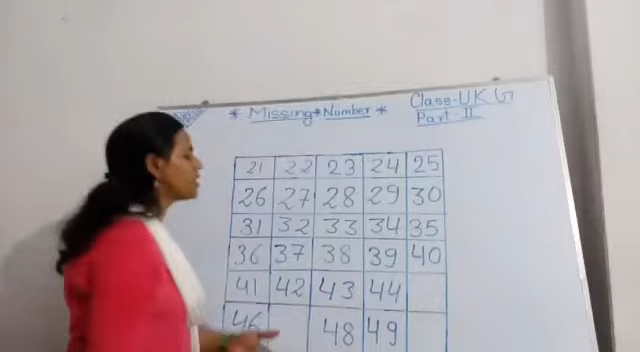 * Missing * Number *
Class-UKG
Part-II
21 22 23 24 25
26 27 28 29 30
31 32 33 34 35
36 37 38 39 40
41 42 43 44
46 48 49